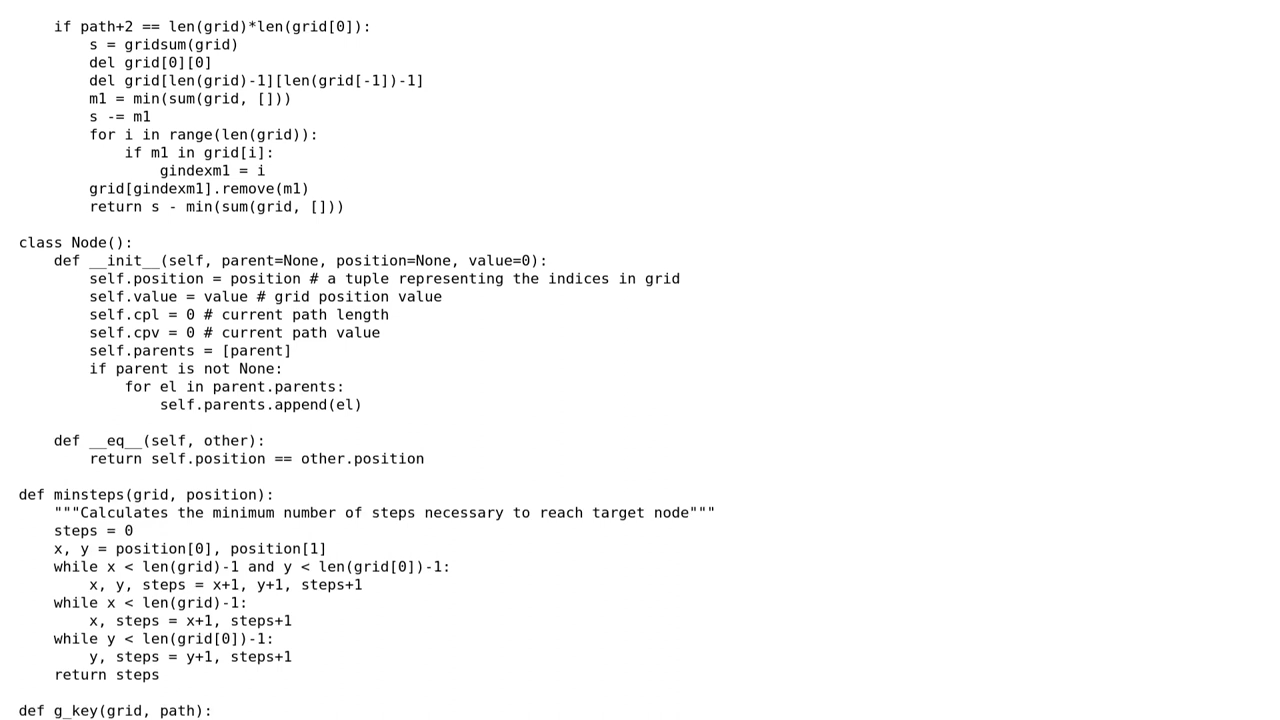 if path+2 == len(grid)*len(grid[0]):
        s = gridsum(grid)
        del grid[0][0]
        del grid[len(grid)-1][len(grid[-1])-1]
        m1 = min(sum(grid, []))
        s -= m1
        for i in range(len(grid)):
            if m1 in grid[i]:
                gindexm1 = i
        grid[gindexm1].remove(m1)
        return s - min(sum(grid, []))

class Node():
    def __init__(self, parent=None, position=None, value=0):
        self.position = position # a tuple representing the indices in grid
        self.value = value # grid position value
        self.cpl = 0 # current path length
        self.cpv = 0 # current path value
        self.parents = [parent]
        if parent is not None:
            for el in parent.parents:
                self.parents.append(el)

    def __eq__(self, other):
        return self.position == other.position

def minsteps(grid, position):
    """Calculates the minimum number of steps necessary to reach target node"""
    steps = 0
    x, y = position[0], position[1]
    while x < len(grid)-1 and y < len(grid[0])-1:
        x, y, steps = x+1, y+1, steps+1
    while x < len(grid)-1:
        x, steps = x+1, steps+1
    while y < len(grid[0])-1:
        y, steps = y+1, steps+1
    return steps

def g_key(grid, path):